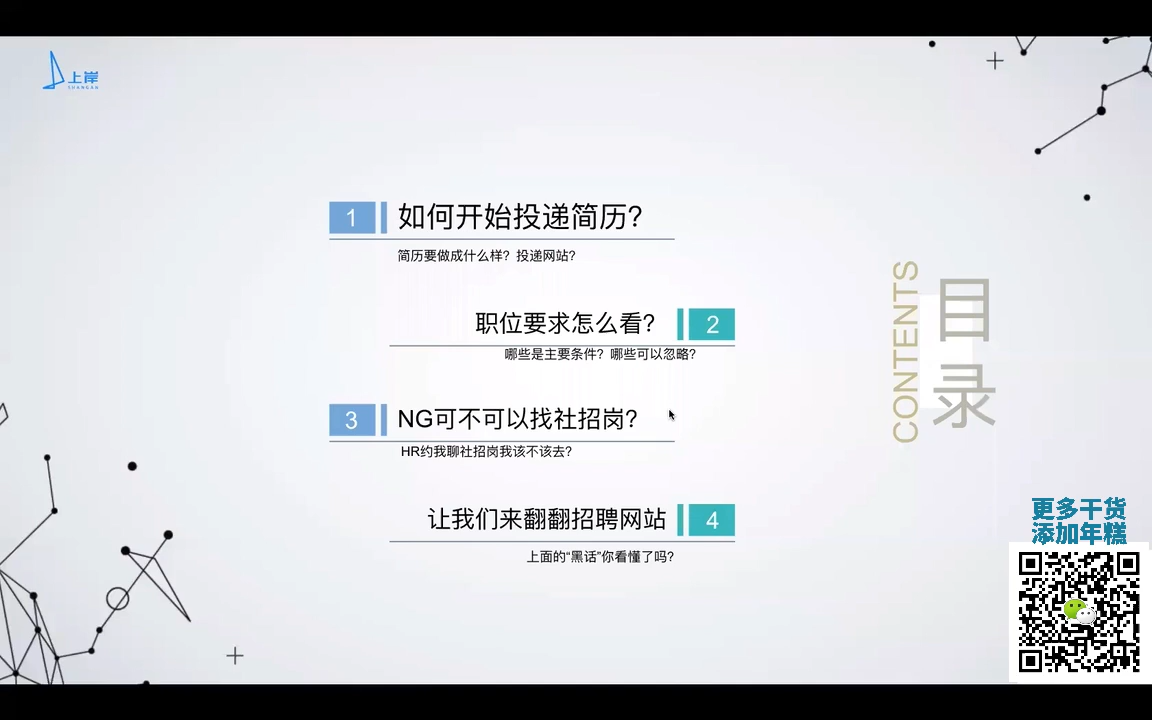 上岸
SHANGAN
1 如何开始投递简历?
简历要做成什么样? 投递网站?
职位要求怎么看? 2
哪些是主要条件? 哪些可以忽略?
3 NG可不可以找社招岗?
HR约我聊社招岗我该不该去?
让我们来翻翻招聘网站 4
上面的“黑话”你看懂了吗?
CONTENTS
目录
更多干货
添加年糕